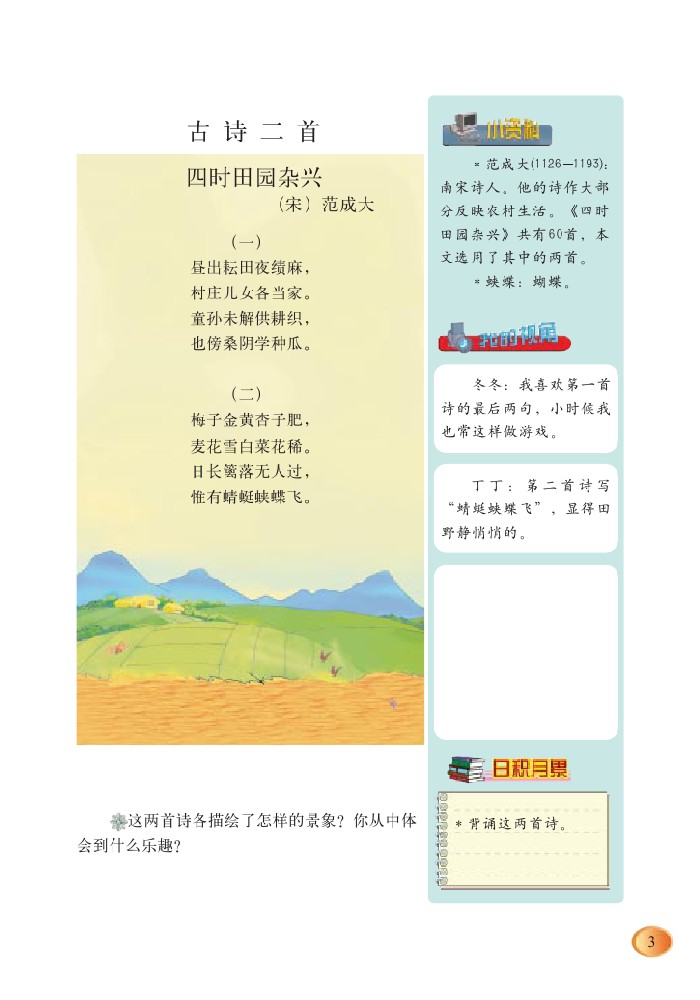 古诗二首
四时田园杂兴
（宋）范成大
（一）
昼出耘田夜绩麻，
村庄儿女各当家。
童孙未解供耕织，
也傍桑阴学种瓜。
（二）
梅子金黄杏子肥，
麦花雪白菜花稀。
日长篱落无人过，
惟有蜻蜓蛱蝶飞。
这两首诗各描绘了怎样的景象？你从中体
会到什么乐趣？
小资料
＊范成大(1126—1193)：
南宋诗人。他的诗作大部
分反映农村生活。《四时
田园杂兴》共有60首，本
文选用了其中的两首。
＊蛱蝶：蝴蝶。
我的视角
冬冬：我喜欢第一首
诗的最后两句，小时候我
也常这样做游戏。
丁丁：第二首诗写
“蜻蜓蛱蝶飞”，显得田
野静悄悄的。
日积月累
＊背诵这两首诗。
3